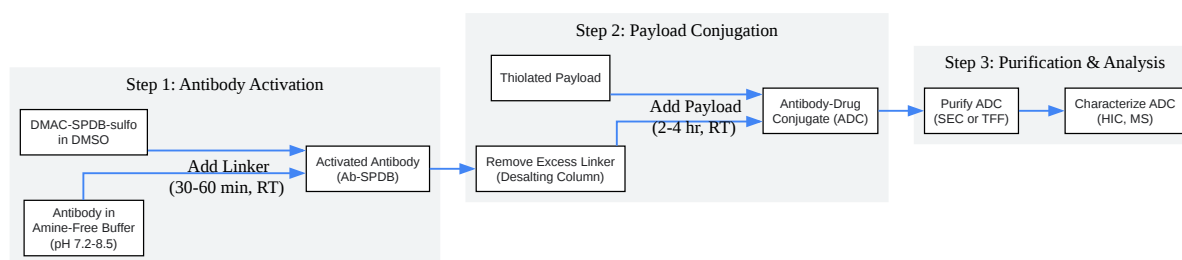 Step 1: Antibody Activation
DMAC-SPDB-sulfo
in DMSO
Add Linker
(30-60 min, RT)
Antibody in
Amine-Free Buffer
(pH 7.2-8.5)
Activated Antibody
(Ab-SPDB)
Step 2: Payload Conjugation
Thiolated Payload
Add Payload
(2-4 hr, RT)
Remove Excess Linker
(Desalting Column)
Antibody-Drug
Conjugate (ADC)
Step 3: Purification & Analysis
Purify ADC
(SEC or TFF)
Characterize ADC
(HIC, MS)